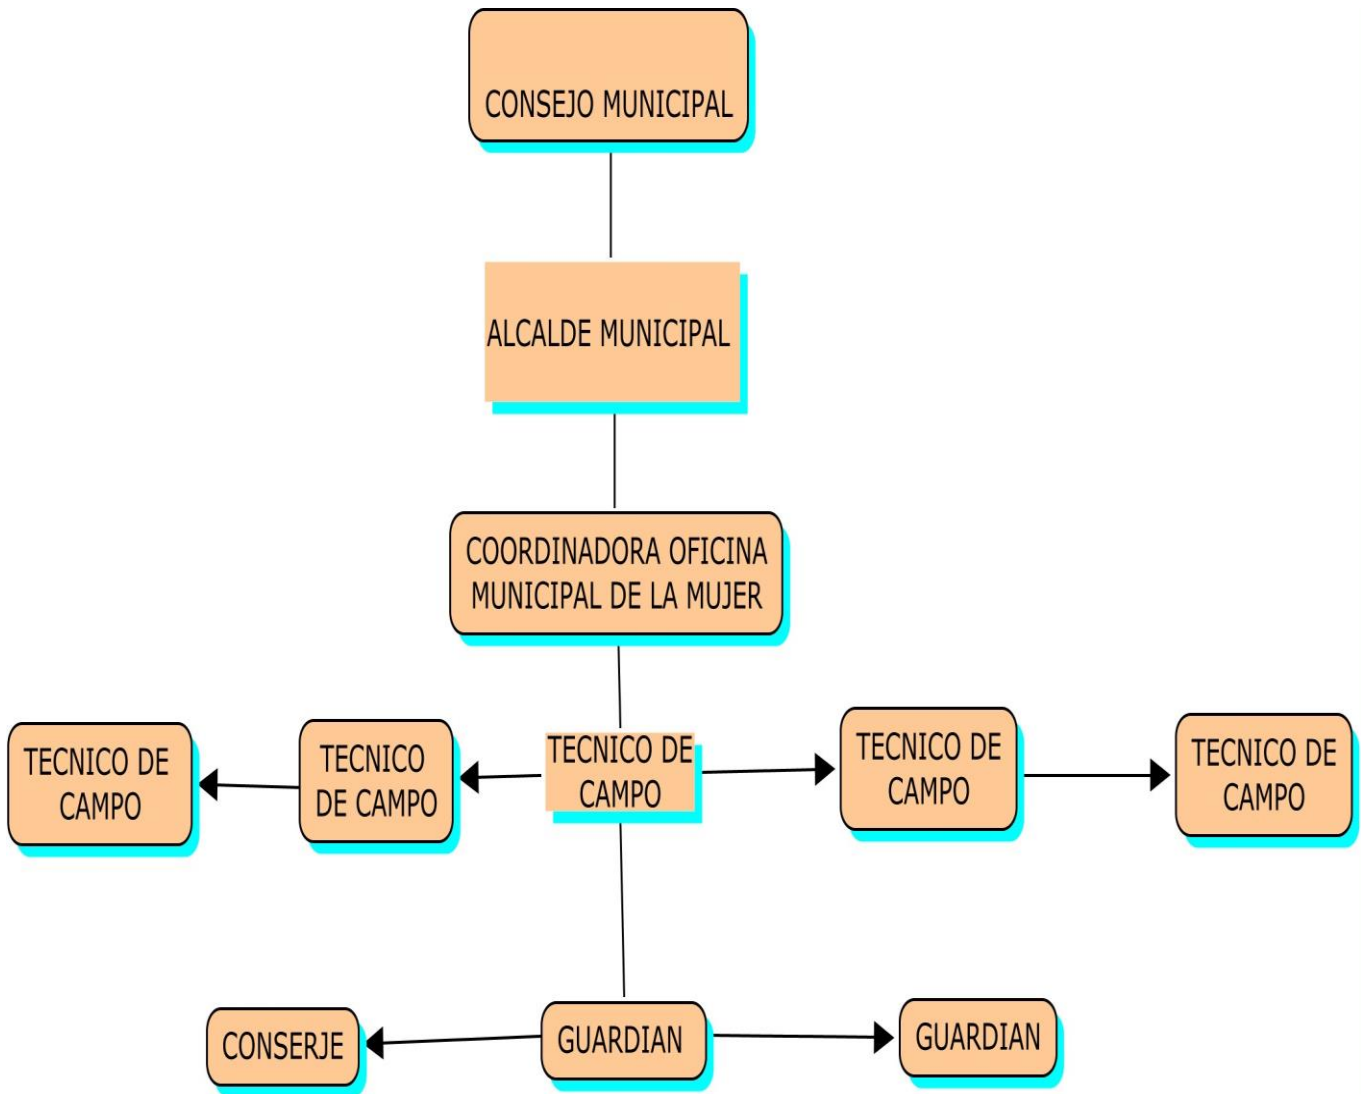 CONSEJO MUNICIPAL
ALCALDE MUNICIPAL
COORDINADORA OFICINA
MUNICIPAL DE LA MUJER
TECNICO DE
CAMPO
TECNICO
DE CAMPO
TECNICO DE
CAMPO
TECNICO DE
CAMPO
TECNICO DE
CAMPO
CONSERJE
GUARDIAN
GUARDIAN